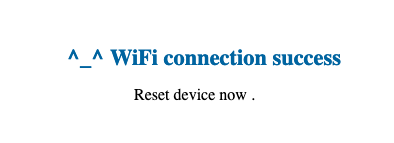 ^_^ WiFi connection success
Reset device now .